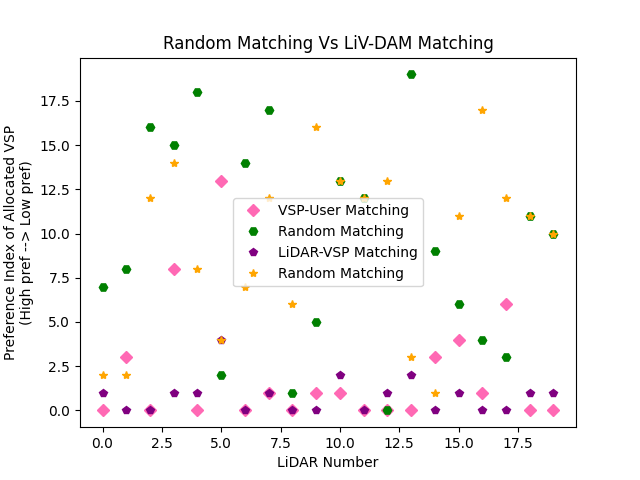 Random Matching Vs LiV-DAM Matching
Preference Index of Allocated VSP
(High pref --> Low pref)
17.5
15.0
12.5
10.0
7.5
5.0
2.5
0.0
VSP-User Matching
Random Matching
LiDAR-VSP Matching
Random Matching
0.0 2.5 5.0 7.5 10.0 12.5 15.0 17.5
LiDAR Number